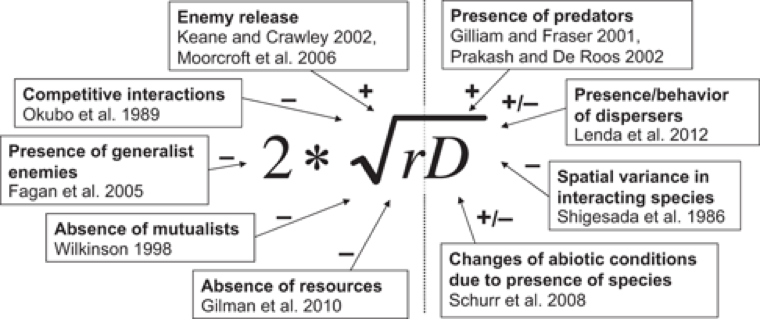 Enemy release
Keane and Crawley 2002,
Moorcroft et al. 2006
+
Presence of predators
Gilliam and Fraser 2001,
Prakash and De Roos 2002
+
Competitive interactions
Okubo et al. 1989
–
Presence/behavior
of dispersers
Lenda et al. 2012
+/–
Presence of generalist
enemies
Fagan et al. 2005
–
2 * √rD
Spatial variance in
interacting species
Shigesada et al. 1986
–
Absence of mutualists
Wilkinson 1998
–
Absence of resources
Gilman et al. 2010
–
Changes of abiotic conditions
due to presence of species
Schurr et al. 2008
+/–